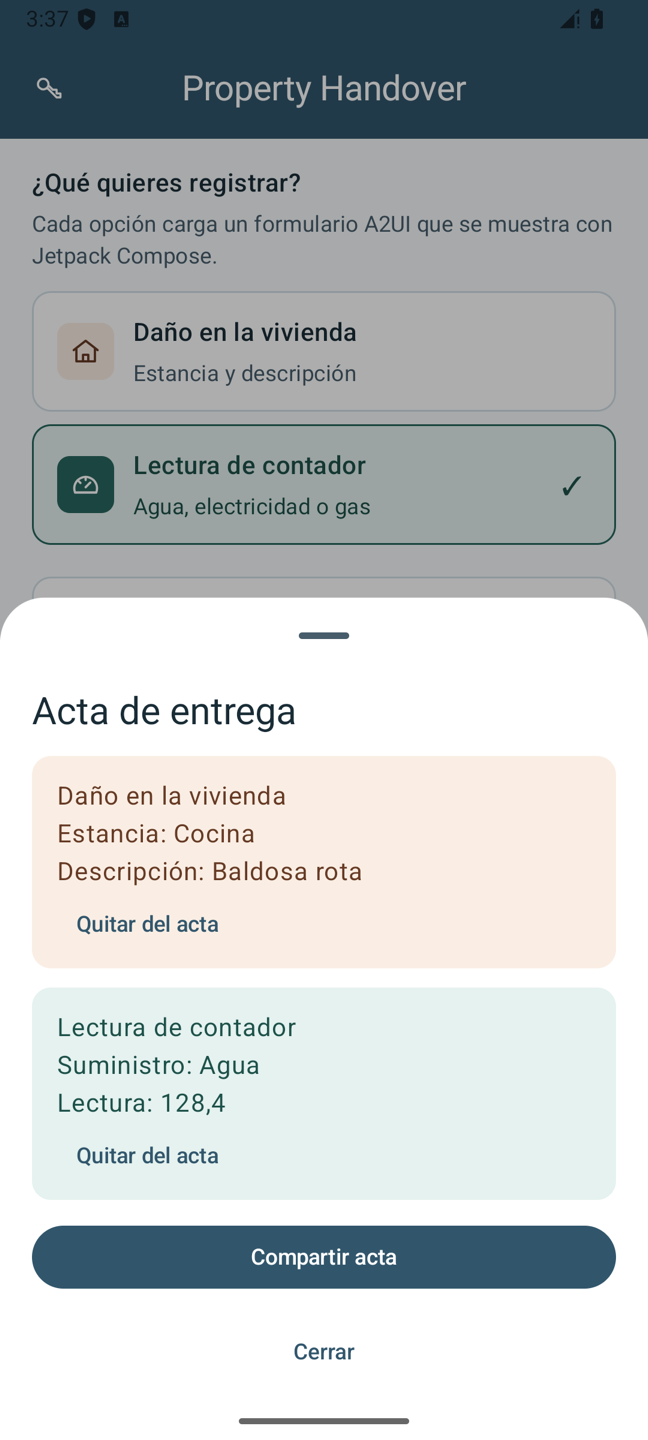 3:37
Property Handover
¿Qué quieres registrar?
Cada opción carga un formulario A2UI que se muestra con
Jetpack Compose.
Daño en la vivienda
Estancia y descripción
Lectura de contador
Agua, electricidad o gas
✓
Acta de entrega
Daño en la vivienda
Estancia: Cocina
Descripción: Baldosa rota
Quitar del acta
Lectura de contador
Suministro: Agua
Lectura: 128,4
Quitar del acta
Compartir acta
Cerrar